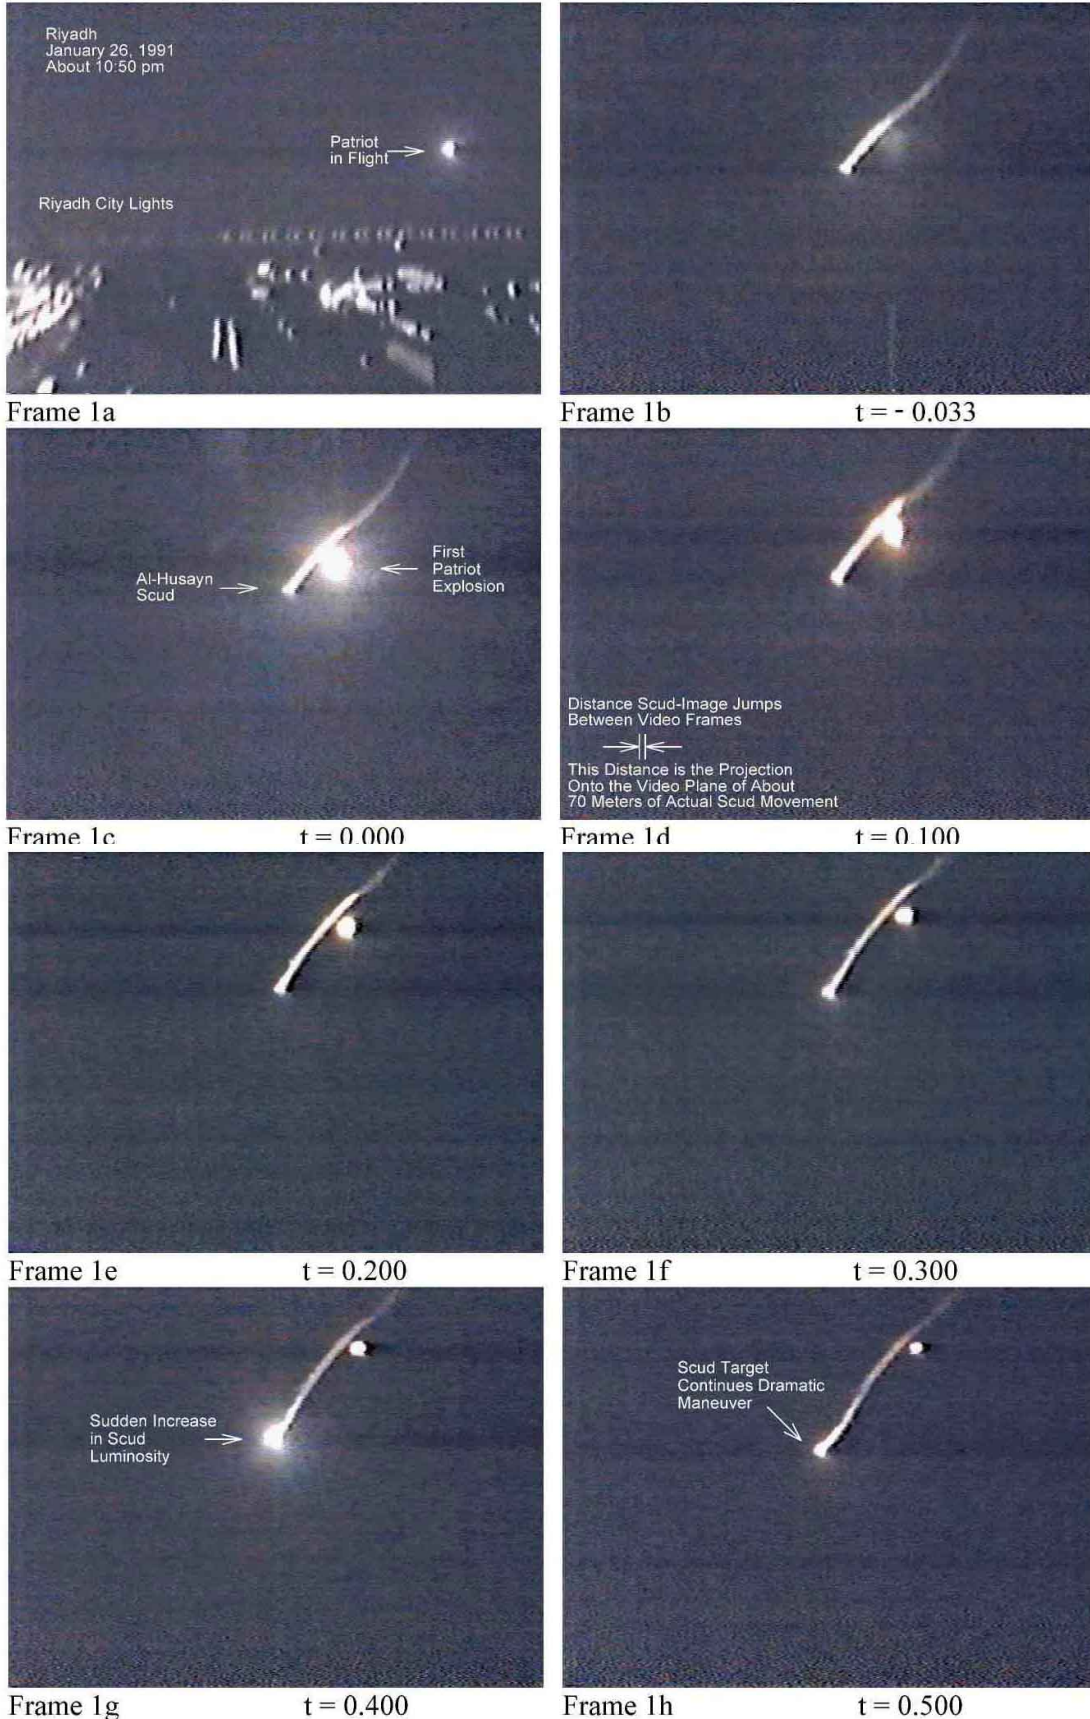 Riyadh
January 26, 1991
About 10:50 pm
Patriot
in Flight
Riyadh City Lights
Frame 1a
Frame 1b t = - 0.033
Al-Husayn
Scud
First
Patriot
Explosion
Frame 1c t = 0.000
Distance Scud-Image Jumps
Between Video Frames
This Distance is the Projection
Onto the Video Plane of About
70 Meters of Actual Scud Movement
Frame 1d t = 0.100
Frame 1e t = 0.200
Frame 1f t = 0.300
Sudden Increase
in Scud
Luminosity
Frame 1g t = 0.400
Scud Target
Continues Dramatic
Maneuver
Frame 1h t = 0.500